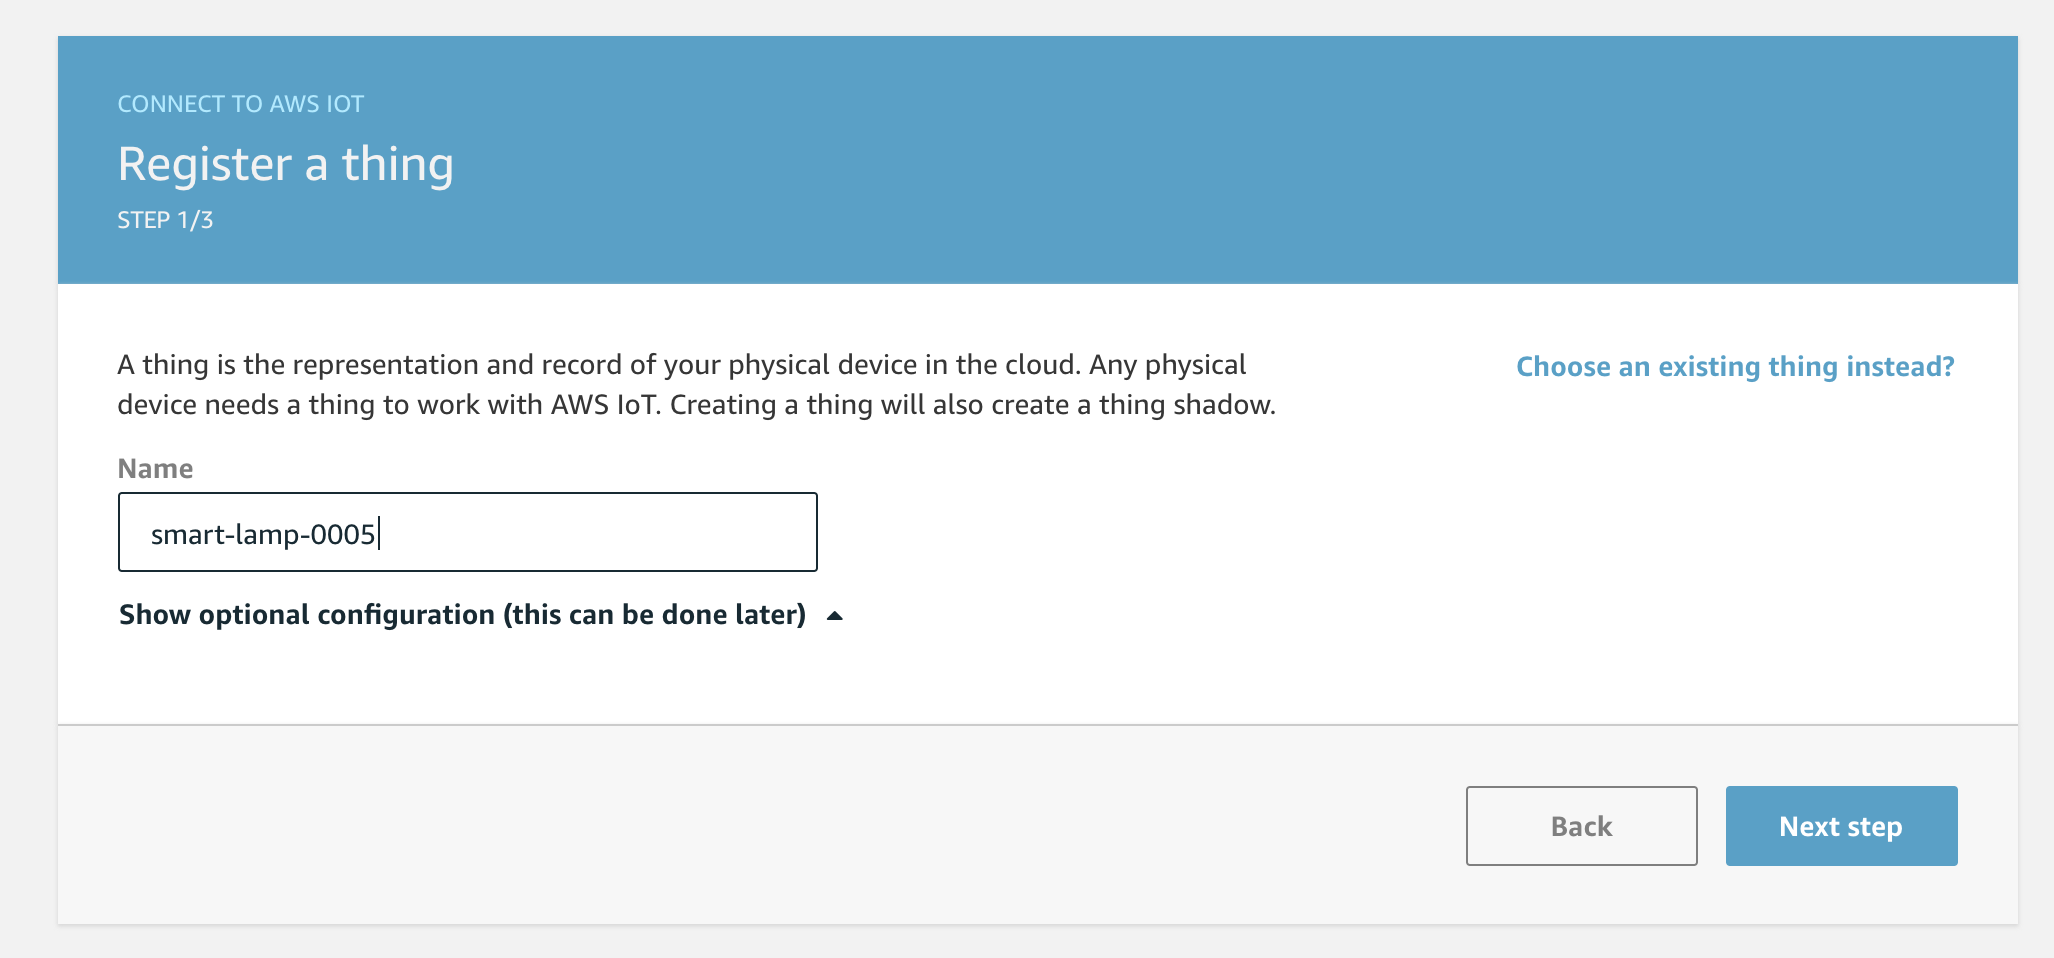 CONNECT TO AWS IOT
Register a thing
STEP 1/3
A thing is the representation and record of your physical device in the cloud. Any physical
device needs a thing to work with AWS IoT. Creating a thing will also create a thing shadow.
Choose an existing thing instead?
Name
smart-lamp-0005
Show optional configuration (this can be done later)
Back
Next step